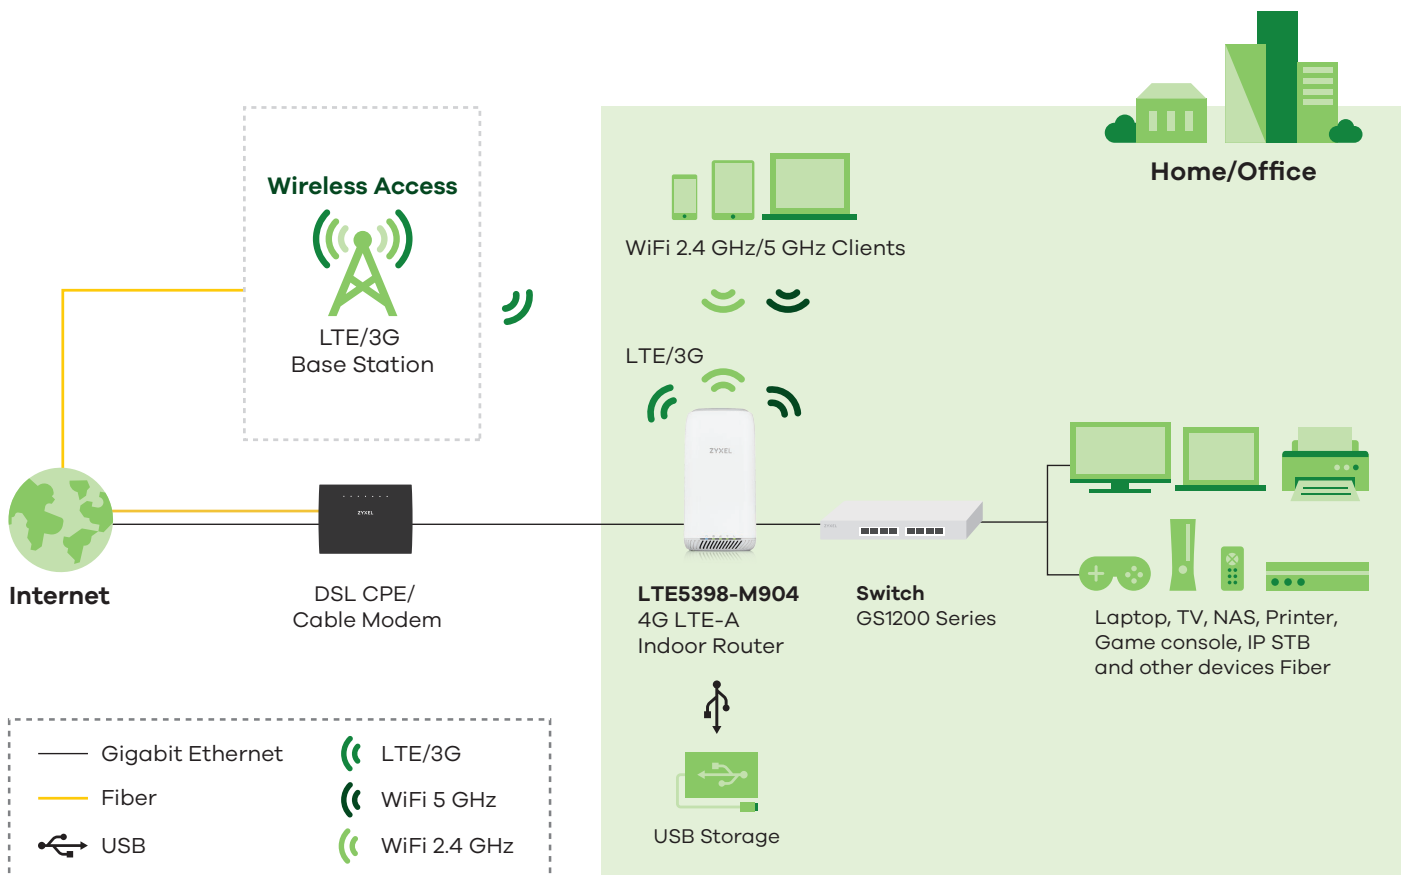 Home/Office
Wireless Access
LTE/3G
Base Station
WiFi 2.4 GHz/5 GHz Clients
LTE/3G
ZYXEL
ZYXEL
ZYXEL
Internet
DSL CPE/
Cable Modem
LTE5398-M904
4G LTE-A
Indoor Router
Switch
GS1200 Series
Laptop, TV, NAS, Printer,
Game console, IP STB
and other devices Fiber
USB Storage
Gigabit Ethernet
Fiber
USB
LTE/3G
WiFi 5 GHz
WiFi 2.4 GHz